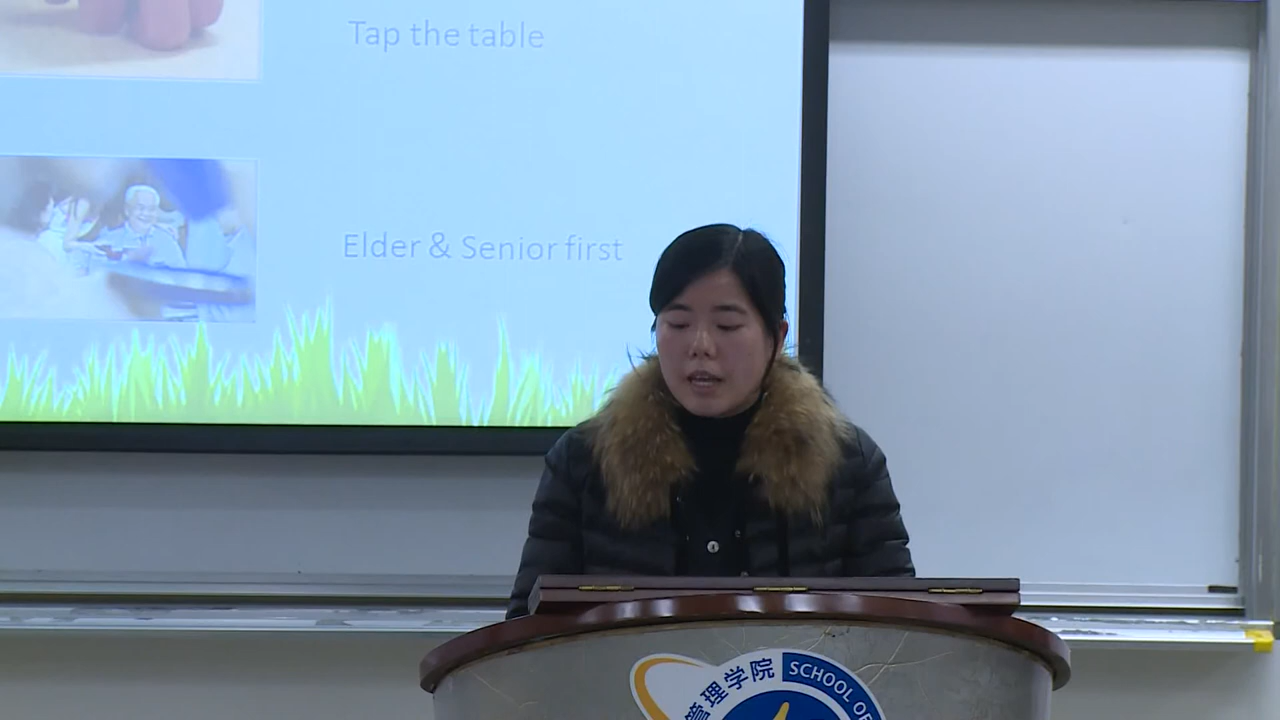 Tap the table
Elder & Senior first
管理学院 SCHOOL OF